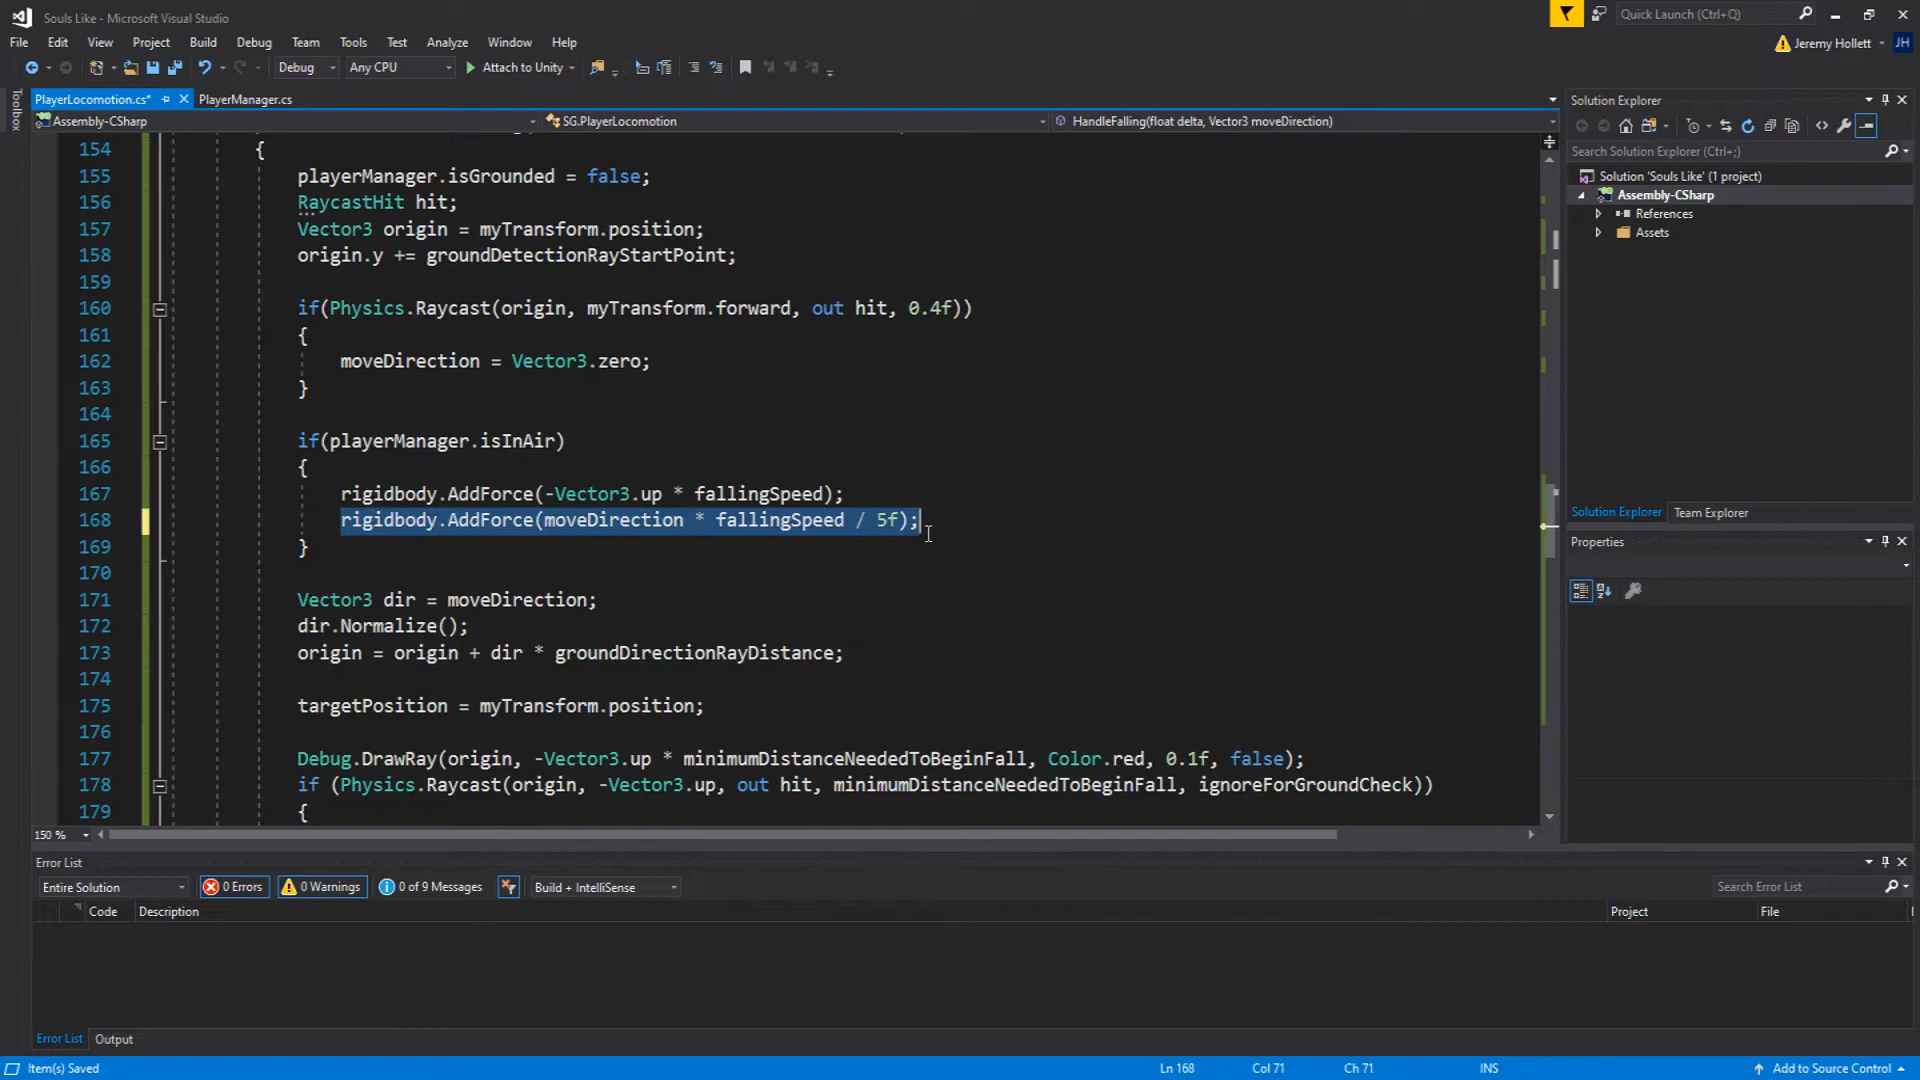 Souls Like - Microsoft Visual Studio
Quick Launch (Ctrl+Q)
File Edit View Project Build Debug Team Tools Test Analyze Window Help
Jeremy Hollett JH
Debug Any CPU Attach to Unity
Toolbox
PlayerLocomotion.cs* PlayerManager.cs
Assembly-CSharp SG.PlayerLocomotion HandleFalling(float delta, Vector3 moveDirection)
154 {
155 playerManager.isGrounded = false;
156 RaycastHit hit;
157 Vector3 origin = myTransform.position;
158 origin.y += groundDetectionRayStartPoint;
159
160 if(Physics.Raycast(origin, myTransform.forward, out hit, 0.4f))
161 {
162 moveDirection = Vector3.zero;
163 }
164
165 if(playerManager.isInAir)
166 {
167 rigidbody.AddForce(-Vector3.up * fallingSpeed);
168 rigidbody.AddForce(moveDirection * fallingSpeed / 5f);
169 }
170
171 Vector3 dir = moveDirection;
172 dir.Normalize();
173 origin = origin + dir * groundDirectionRayDistance;
174
175 targetPosition = myTransform.position;
176
177 Debug.DrawRay(origin, -Vector3.up * minimumDistanceNeededToBeginFall, Color.red, 0.1f, false);
178 if (Physics.Raycast(origin, -Vector3.up, out hit, minimumDistanceNeededToBeginFall, ignoreForGroundCheck))
179 {
150 %
Solution Explorer
Search Solution Explorer (Ctrl+;)
Solution 'Souls Like' (1 project)
Assembly-CSharp
References
Assets
Solution Explorer Team Explorer
Properties
Error List
Entire Solution 0 Errors 0 Warnings 0 of 9 Messages Build + IntelliSense Search Error List
Code Description Project File
Error List Output
Item(s) Saved Ln 168 Col 71 Ch 71 INS Add to Source Control